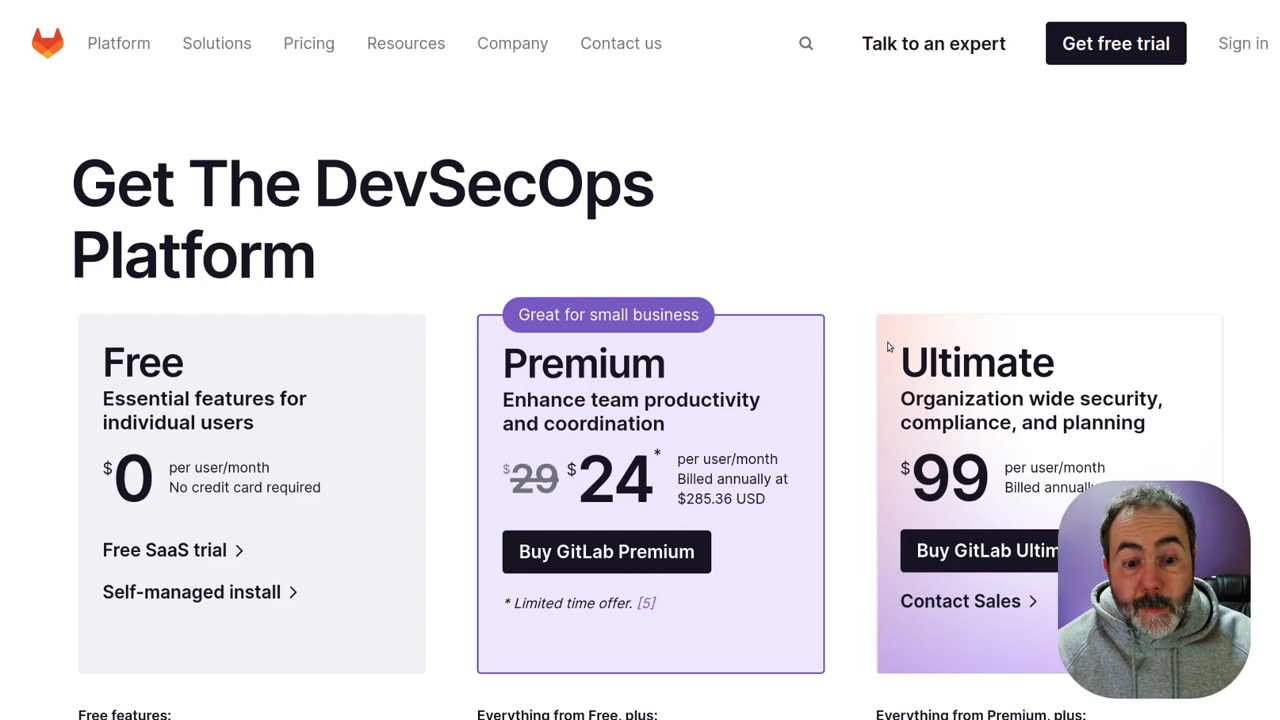 Platform
Solutions
Pricing
Resources
Company
Contact us
Talk to an expert
Get free trial
Sign in
Get The DevSecOps
Platform
Free
Essential features for
individual users
$0
per user/month
No credit card required
Free SaaS trial
Self-managed install
Great for small business
Premium
Enhance team productivity
and coordination
$29 $24*
per user/month
Billed annually at
$285.36 USD
Buy GitLab Premium
* Limited time offer. [5]
Ultimate
Organization wide security,
compliance, and planning
$99
per user/month
Billed annually
Buy GitLab
Contact Sales
Free features:
Everything from Free, plus:
Everything from Premium, plus: